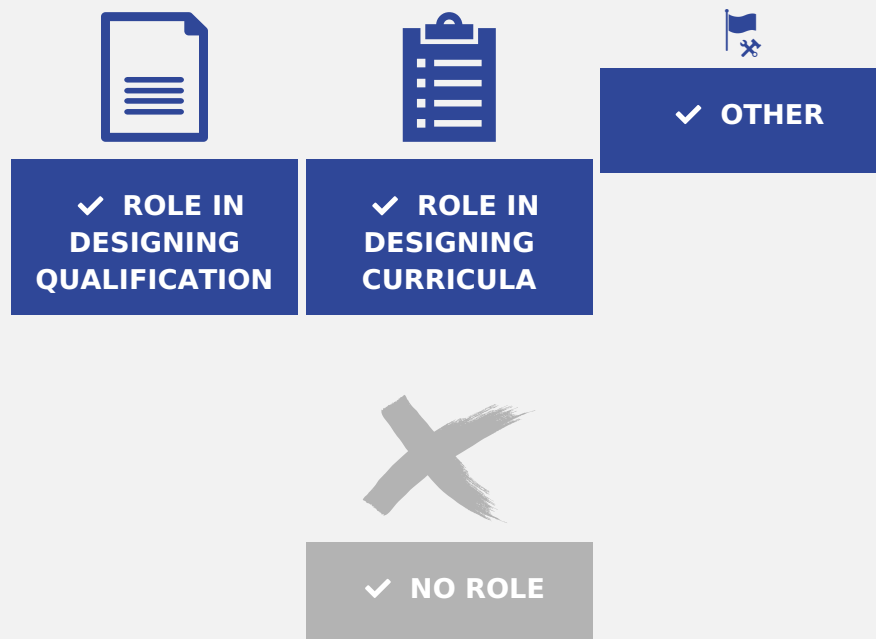 ✓ ROLE IN
DESIGNING
QUALIFICATION
✓ ROLE IN
DESIGNING
CURRICULA
✓ OTHER
✓ NO ROLE